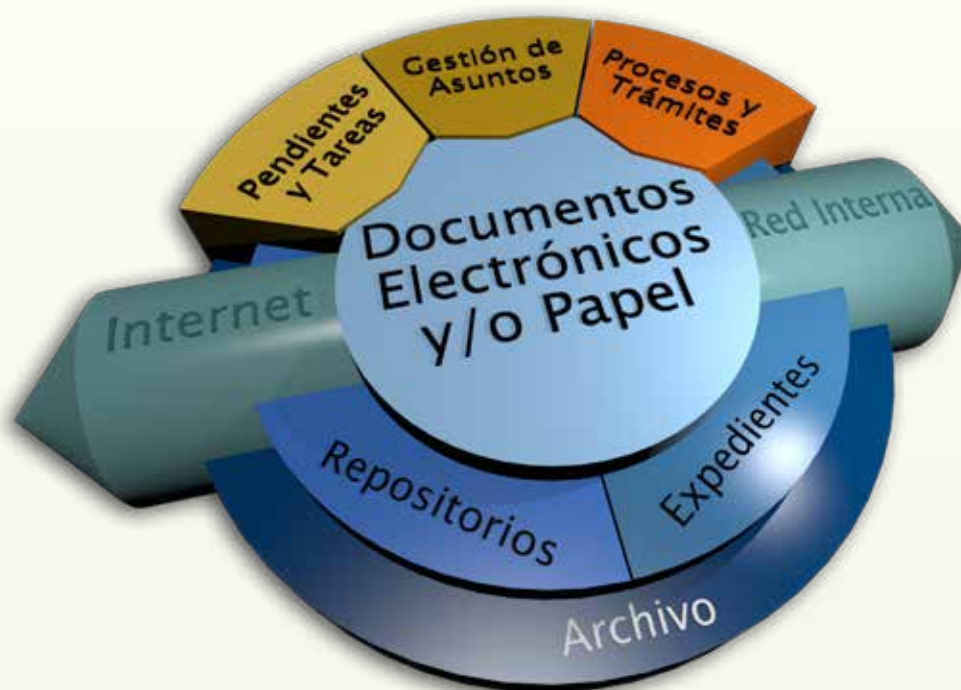 Pendientes
y Tareas
Gestión de
Asuntos
Procesos y
Trámites
Internet
Documentos
Electrónicos
y/o Papel
Red Interna
Repositorios
Expedientes
Archivo